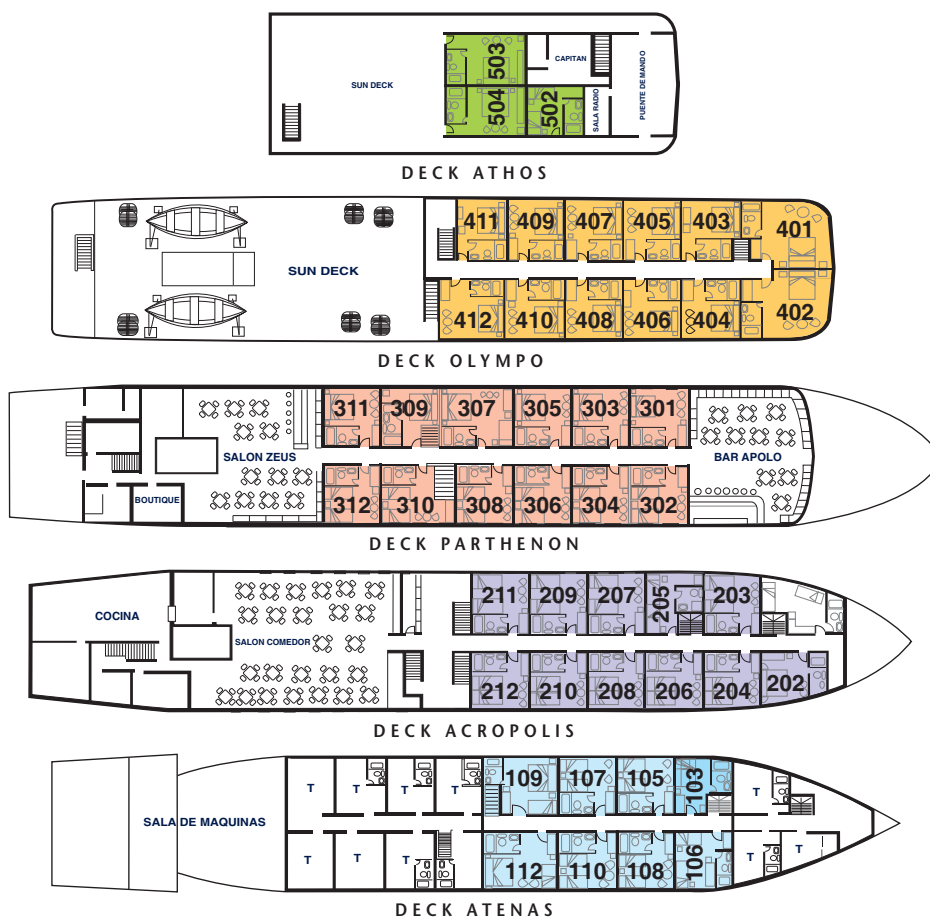 SUN DECK
503
CAPITAN
504
502
SALA RADIO
PUENTE DE MANDO
DECK ATHOS
411
409
407
405
403
401
SUN DECK
412
410
408
406
404
402
DECK OLYMPO
311
309
307
305
303
301
SALON ZEUS
BAR APOLO
BOUTIQUE
312
310
308
306
304
302
DECK PARTHENON
211
209
207
205
203
COCINA
SALON COMEDOR
212
210
208
206
204
202
DECK ACROPOLIS
109
107
105
103
T
T
T
T
T
SALA DE MAQUINAS
T
T
T
112
110
108
106
T
T
DECK ATENAS